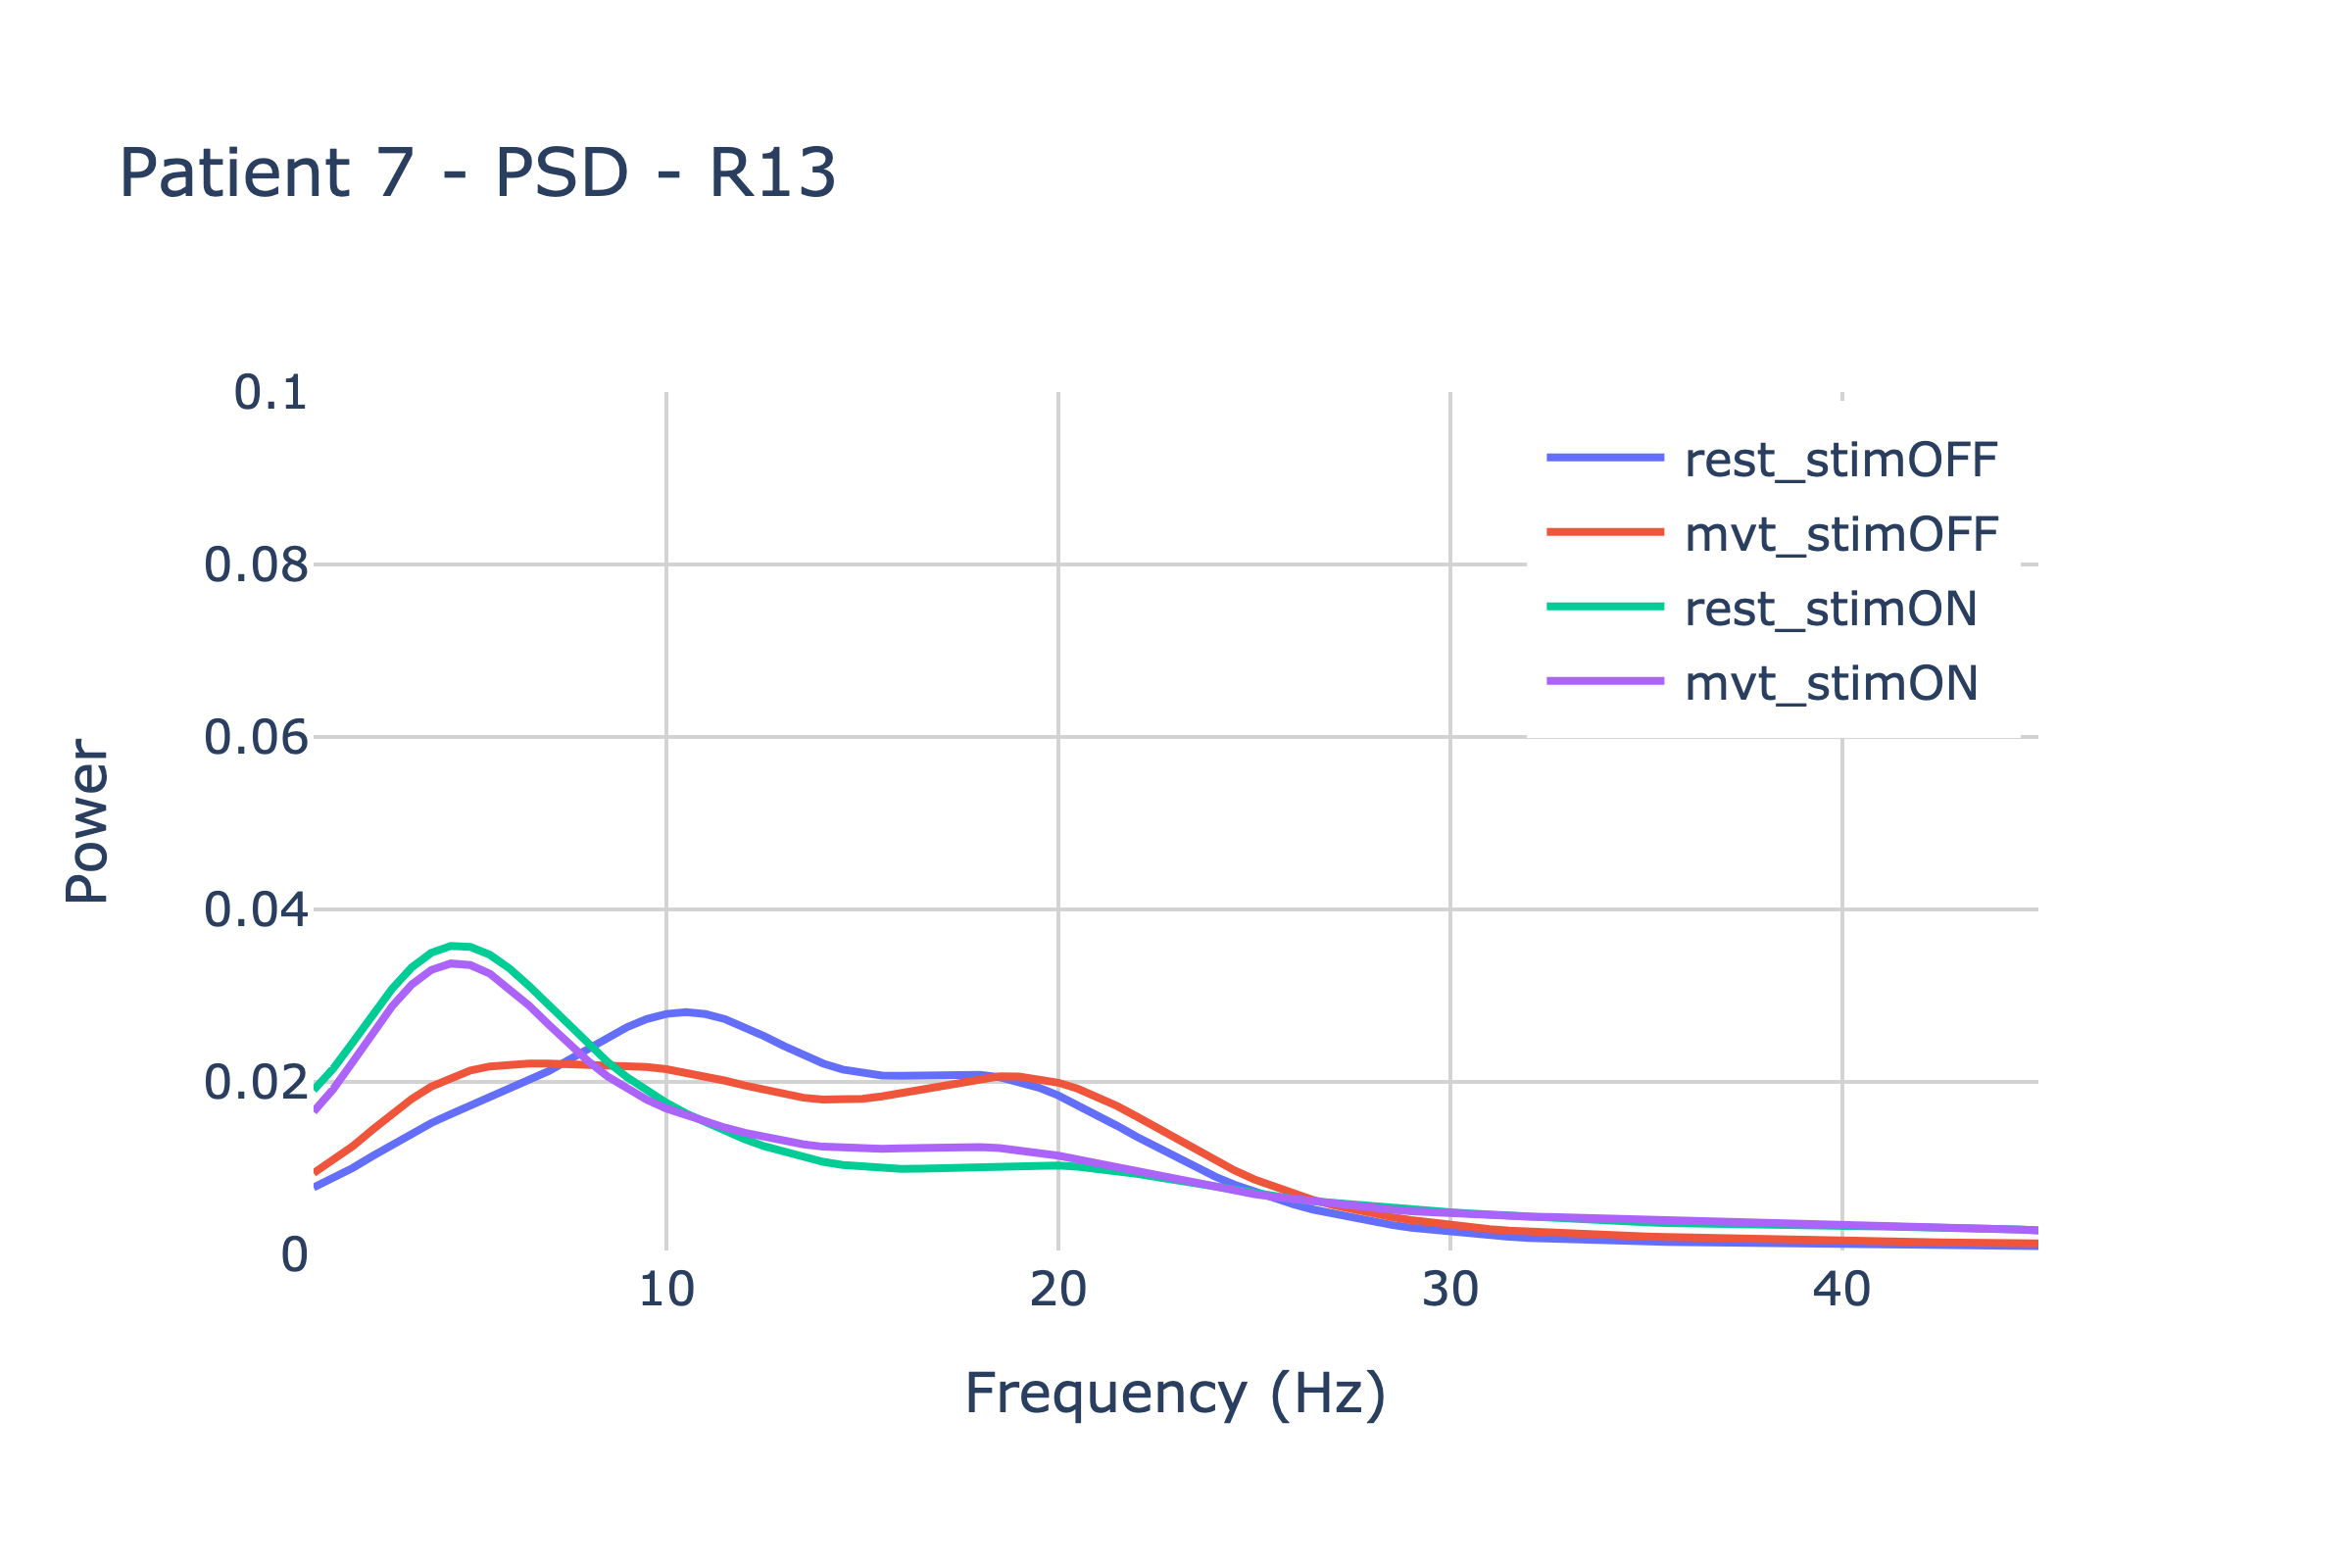 Patient 7 - PSD - R13
0.1
0.08
0.06
0.04
0.02
0
Power
10 20 30 40
Frequency (Hz)
rest_stimOFF
mvt_stimOFF
rest_stimON
mvt_stimON